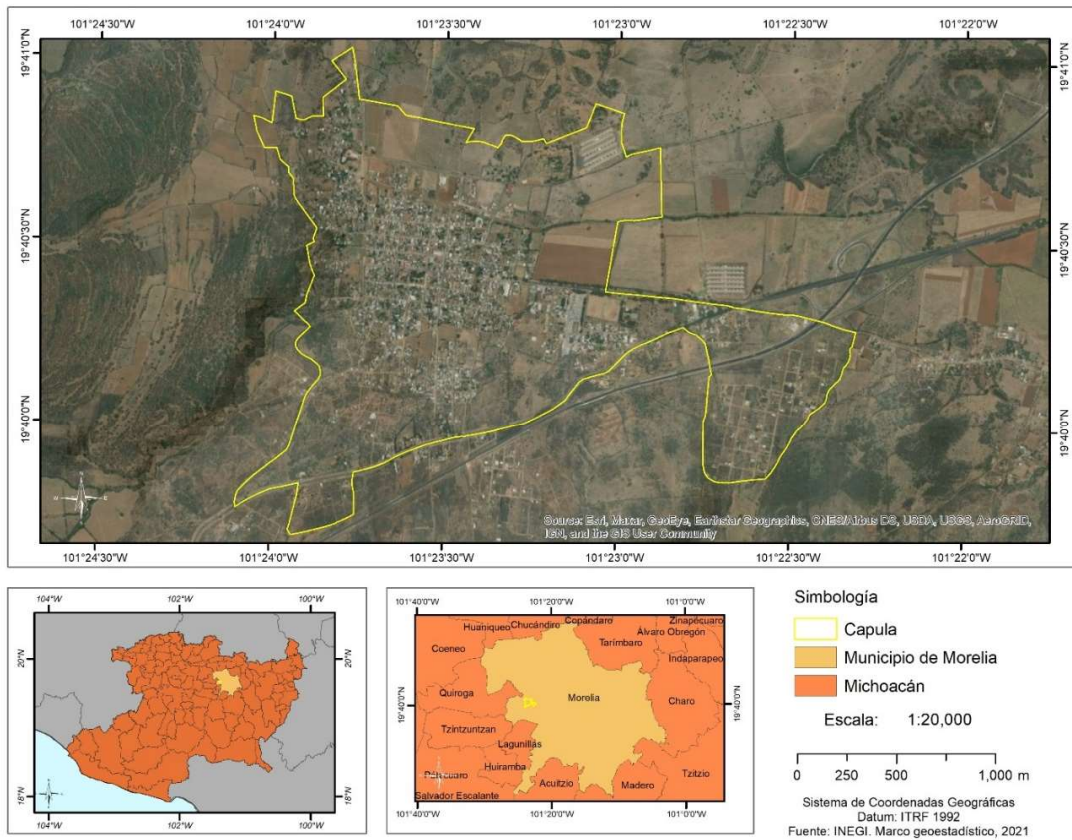 101°24'30"W 101°24'0"W 101°23'30"W 101°23'0"W 101°22'30"W 101°22'0"W
19°41'0"N 19°41'0"N
19°40'30"N 19°40'30"N
19°40'0"N 19°40'0"N
N
Source: Esri, Maxar, GeoEye, Earthstar Geographics, CNES/Airbus DS, USDA, USGS, AeroGRID,
IGN, and the GIS User Community
101°24'30"W 101°24'0"W 101°23'30"W 101°23'0"W 101°22'30"W 101°22'0"W
104°W 102°W 100°W
20°N 20°N
18°N 18°N
104°W 102°W 100°W
101°40'0"W 101°20'0"W 101°0'0"W
Copándaro Zinapécuaro
Huaniqueo Chucándiro Álvaro Obregón
Coeneo Tarímbaro
Indaparapeo
Quiroga Morelia Charo
19°40'0"N 19°40'0"N
Tzintzuntzan
Lagunillas
Huiramba Tzitzio
Acuitzio Madero
Salvador Escalante
101°40'0"W 101°20'0"W 101°0'0"W
Simbología
Capula
Municipio de Morelia
Michoacán
Escala: 1:20,000
0 250 500 1,000 m
Sistema de Coordenadas Geográficas
Datum: ITRF 1992
Fuente: INEGI. Marco geoestadístico, 2021